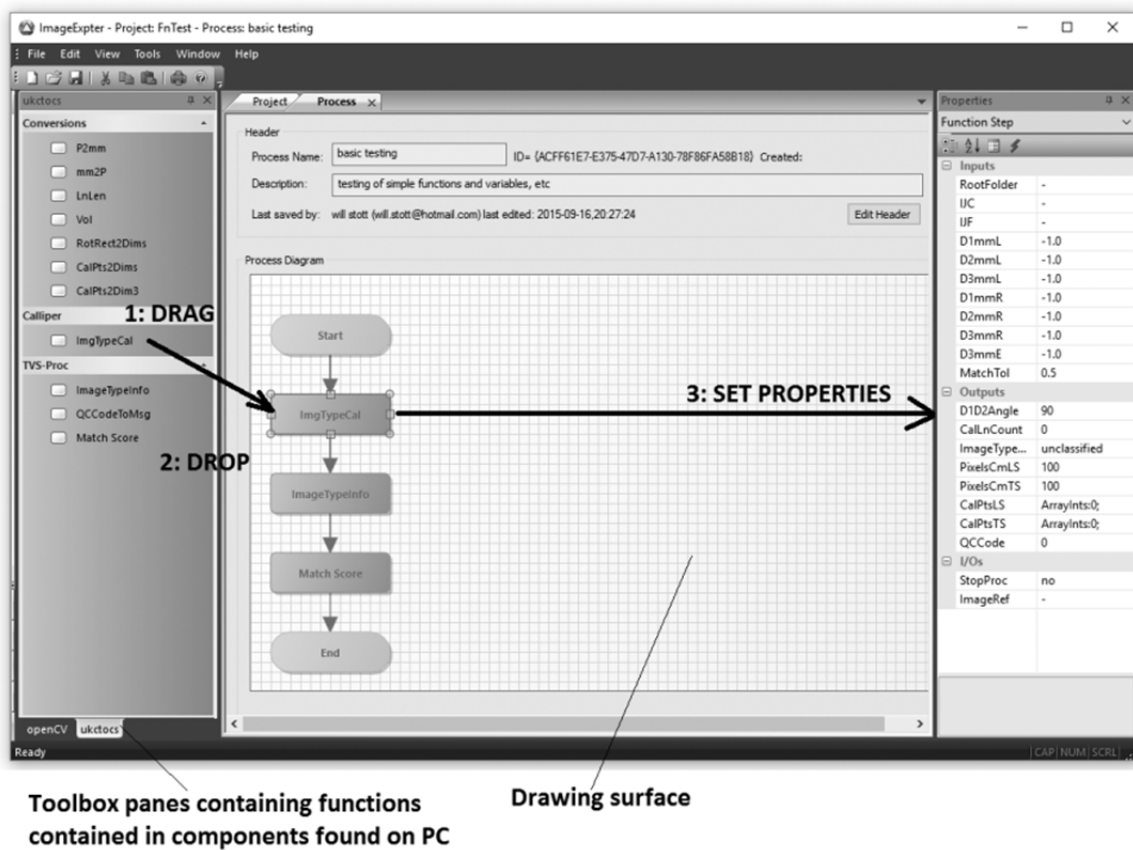 ImageExpter - Project: FnTest - Process: basic testing
File Edit View Tools Window Help
ukctocs
Conversions
P2mm
mm2P
LnLen
Vol
RotRect2Dims
CalPts2Dims
CalPts2Dim3
Calliper
ImgTypeCal
TVS-Proc
ImageTypeInfo
QCCodeToMsg
Match Score
openCV ukctocs
1: DRAG
2: DROP
3: SET PROPERTIES
Project Process
Header
Process Name: basic testing ID= {ACFF61E7-E375-47D7-A130-78F86FA58B18} Created:
Description: testing of simple functions and variables, etc
Last saved by: will stott (will.stott@hotmail.com) last edited: 2015-09-16,20:27:24 Edit Header
Process Diagram
Start
ImgTypeCal
ImageTypeInfo
Match Score
End
Properties
Function Step
Inputs
RootFolder -
IJC -
IJF -
D1mmL -1.0
D2mmL -1.0
D3mmL -1.0
D1mmR -1.0
D2mmR -1.0
D3mmR -1.0
D3mmE -1.0
MatchTol 0.5
Outputs
D1D2Angle 90
CalLnCount 0
ImageType... unclassified
PixelsCmLS 100
PixelsCmTS 100
CalPtsLS ArrayInts:0;
CalPtsTS ArrayInts:0;
QCCode 0
I/Os
StopProc no
ImageRef -
Ready CAP NUM SCRL
Toolbox panes containing functions
contained in components found on PC
Drawing surface